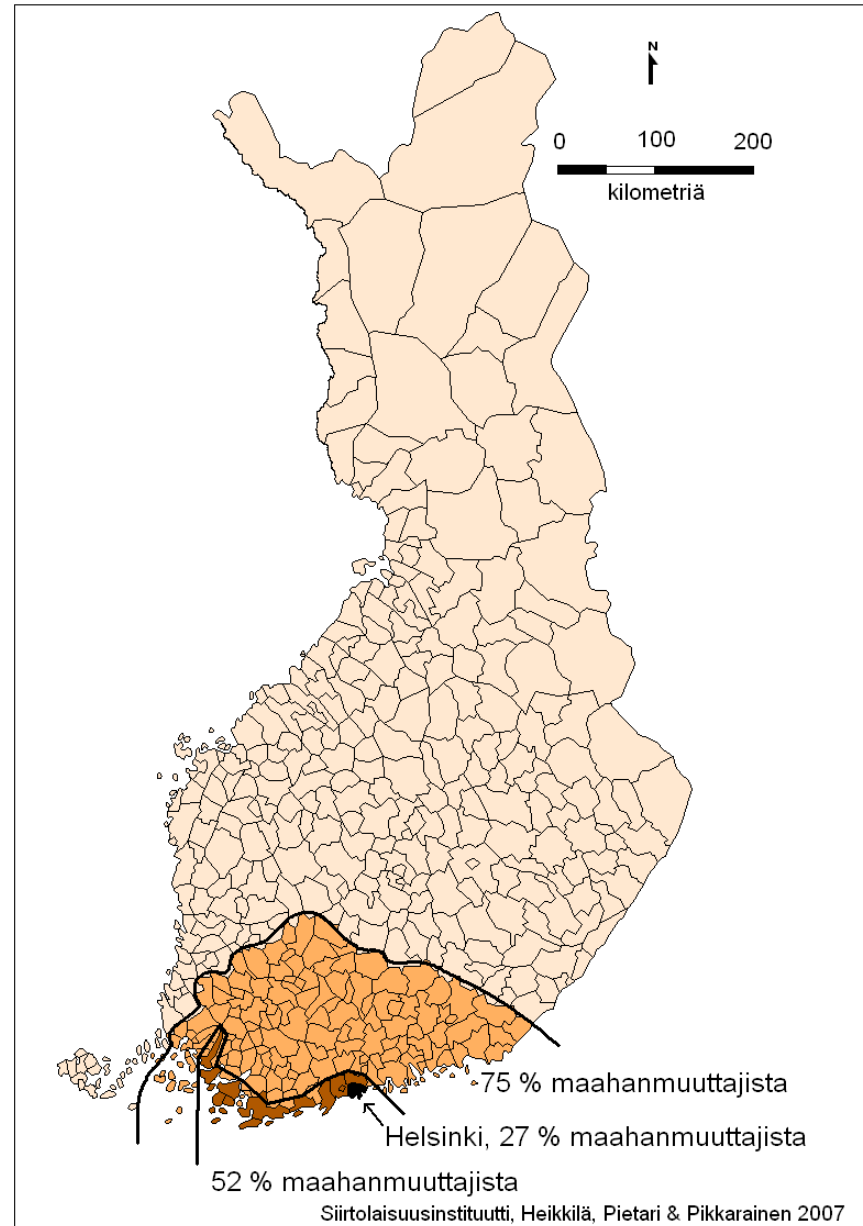 N
0 100 200
kilometriä
75 % maahanmuuttajista
Helsinki, 27 % maahanmuuttajista
52 % maahanmuuttajista
Siirtolaisuusinstituutti, Heikkilä, Pietari & Pikkarainen 2007